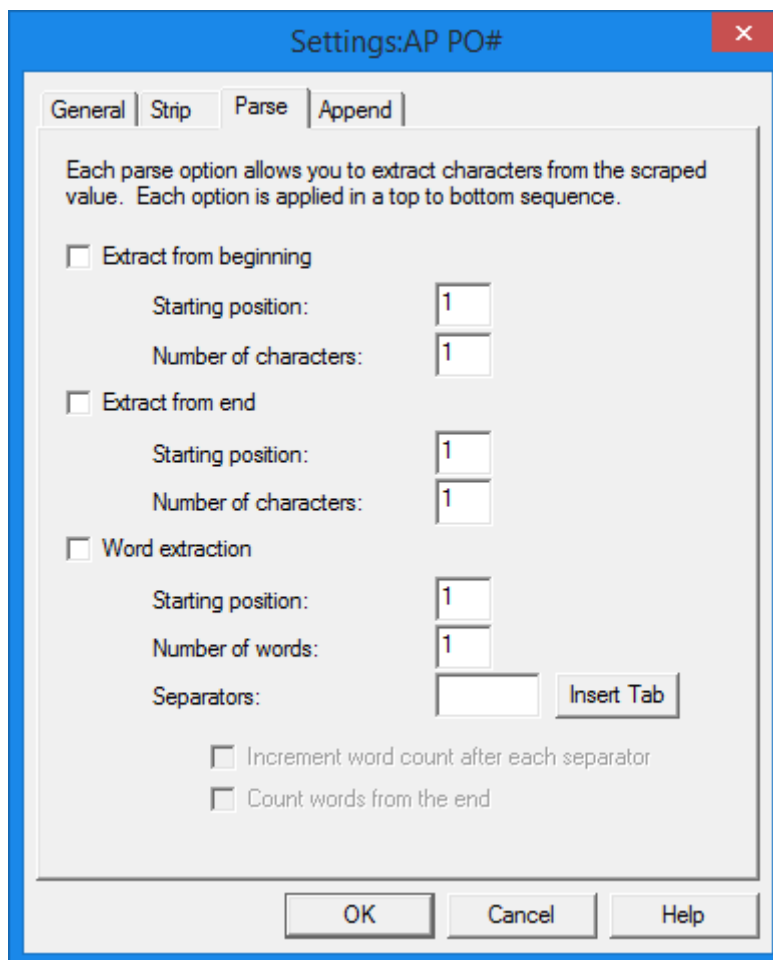 Settings:AP PO#
General Strip Parse Append
Each parse option allows you to extract characters from the scraped
value. Each option is applied in a top to bottom sequence.
Extract from beginning
Starting position: 1
Number of characters: 1
Extract from end
Starting position: 1
Number of characters: 1
Word extraction
Starting position: 1
Number of words: 1
Separators: Insert Tab
Increment word count after each separator
Count words from the end
OK Cancel Help